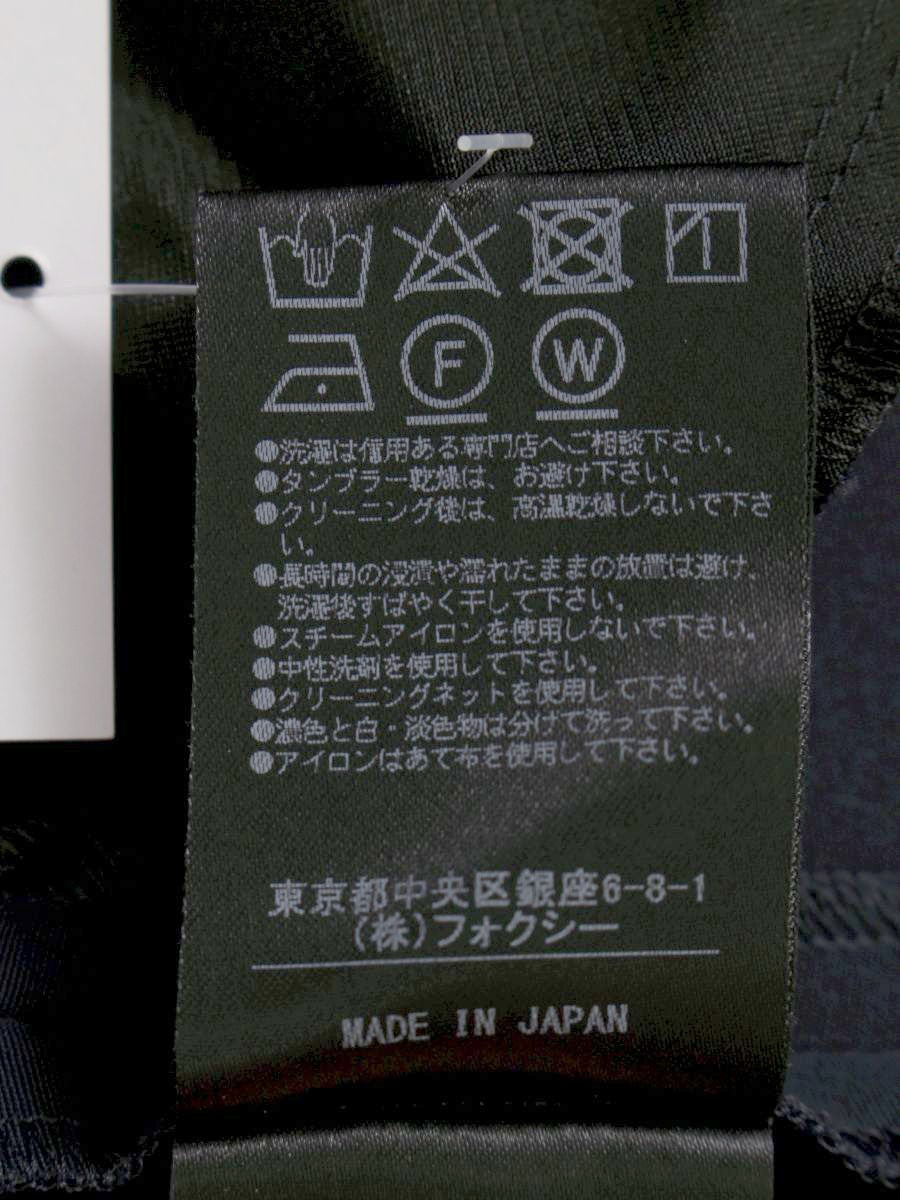 F W
●洗濯は信用ある専門店へご相談下さい。
●タンブラー乾燥は、お避け下さい。
●クリーニング後は、高温乾燥しないで下さ
い。
●長時間の浸漬や濡れたままの放置は避け、
洗濯後すばやく干して下さい。
●スチームアイロンを使用しないで下さい。
●中性洗剤を使用して下さい。
●クリーニングネットを使用して下さい。
●濃色と白・淡色物は分けて洗って下さい。
●アイロンはあて布を使用して下さい。
東京都中央区銀座6-8-1
(株)フォクシー
MADE IN JAPAN